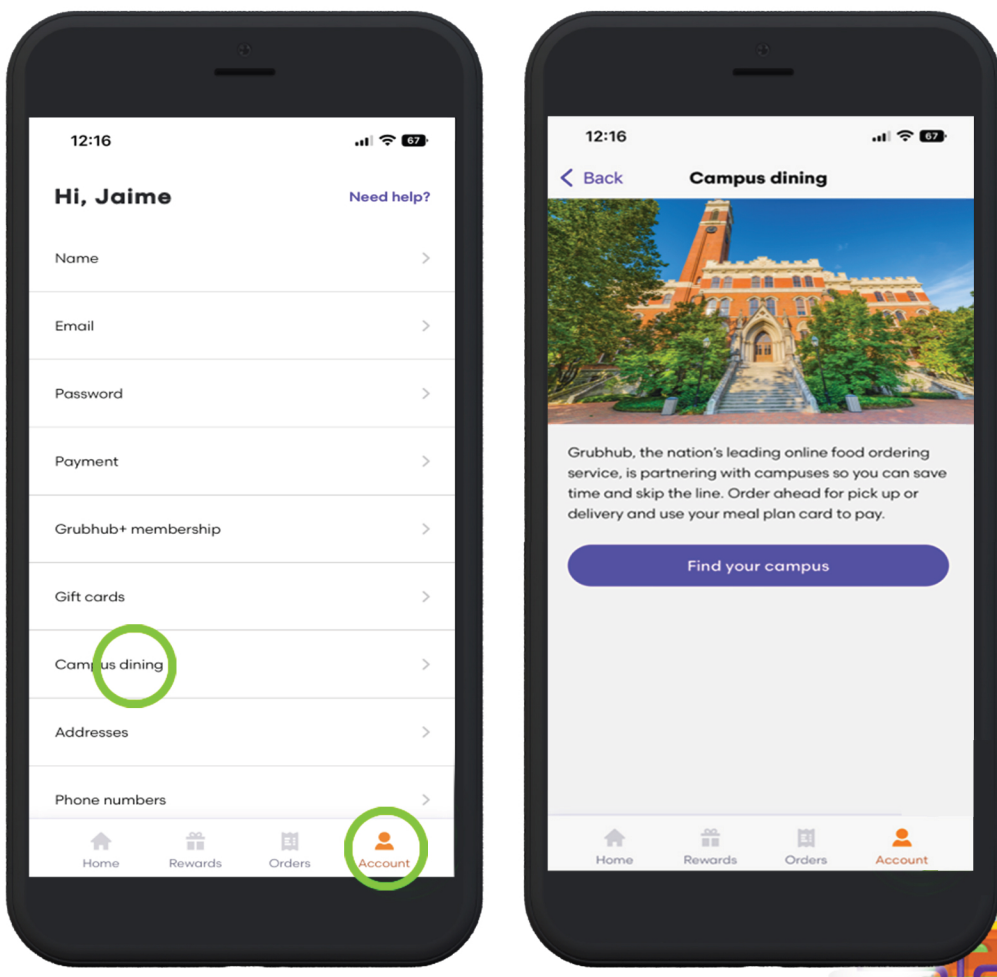 12:16
67
Hi, Jaime
Need help?
Name
Email
Password
Payment
Grubhub+ membership
Gift cards
Campus dining
Addresses
Phone numbers
Home
Rewards
Orders
Account
12:16
67
Back
Campus dining
Grubhub, the nation's leading online food ordering
service, is partnering with campuses so you can save
time and skip the line. Order ahead for pick up or
delivery and use your meal plan card to pay.
Find your campus
Home
Rewards
Orders
Account